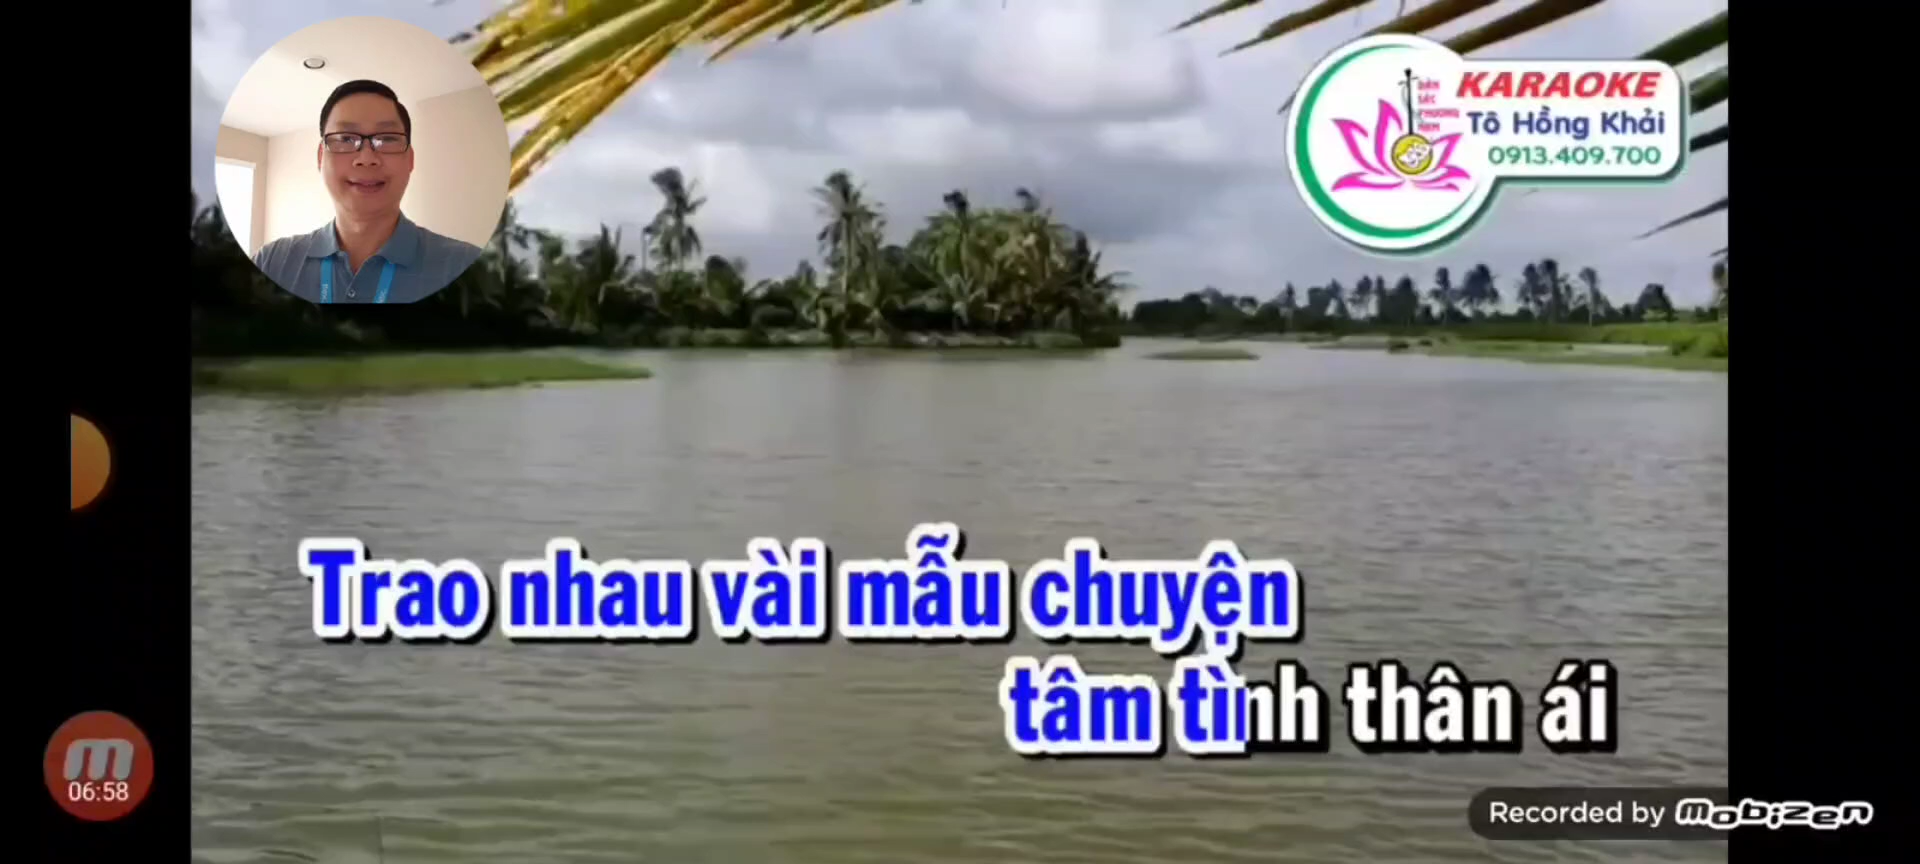 KARAOKE
Tô Hồng Khải
0913.409.700
Trao nhau vài mẫu chuyện
tâm tình thân ái
06:58
Recorded by mobizen